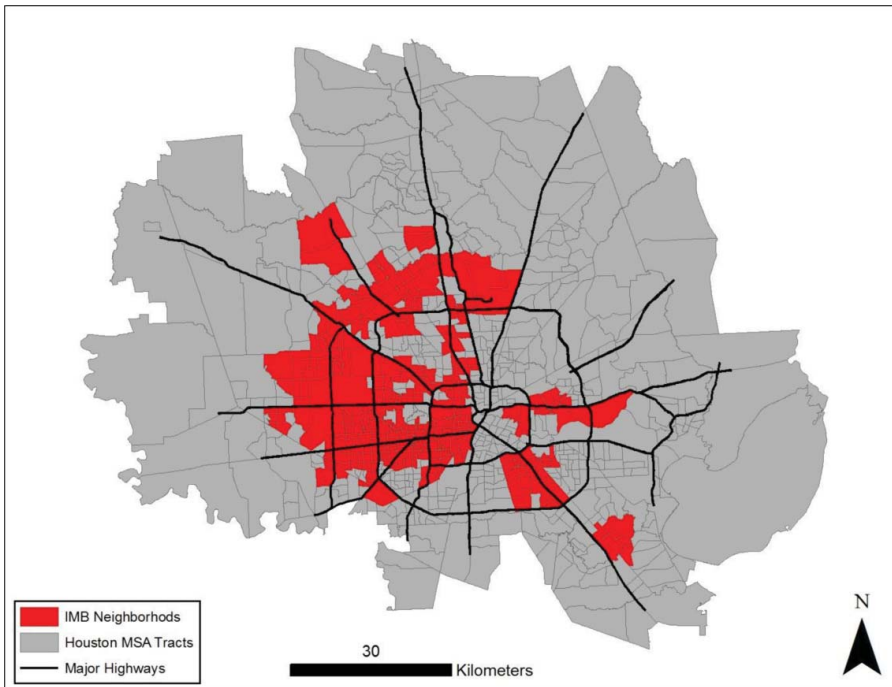 N
IMB Neighborhods
Houston MSA Tracts
Major Highways
30
Kilometers